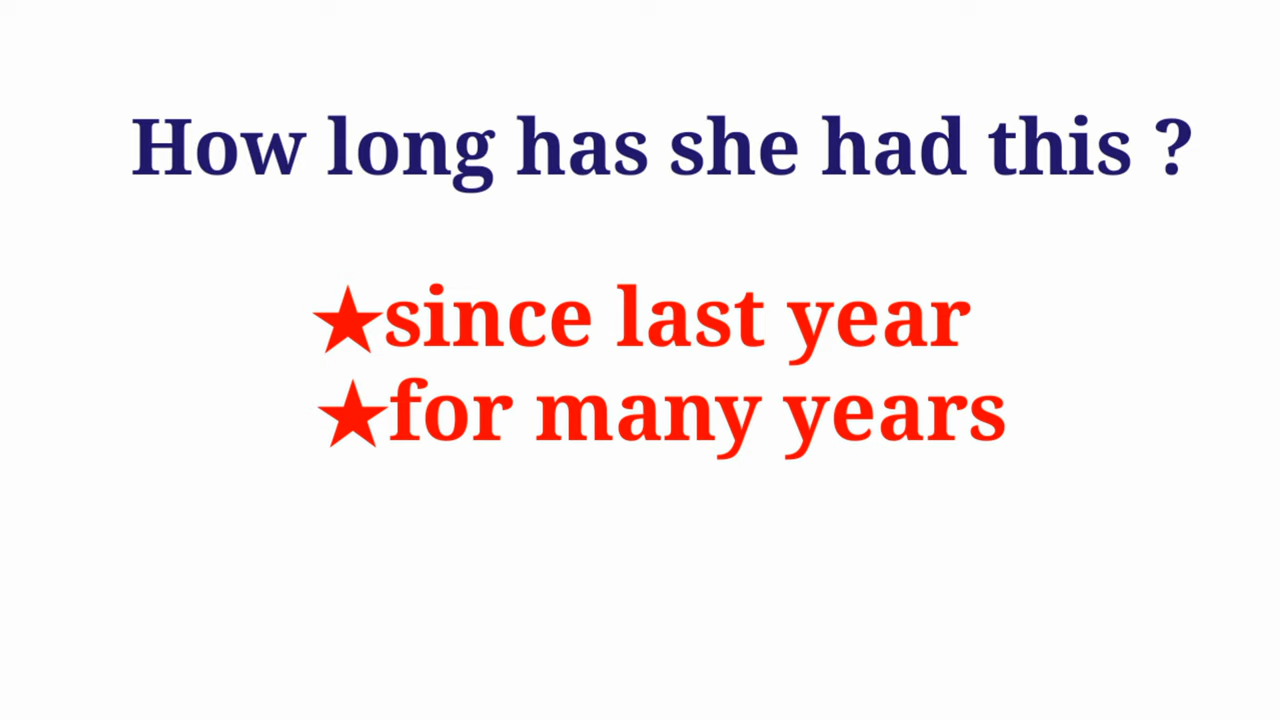 How long has she had this ?
★since last year
★for many years